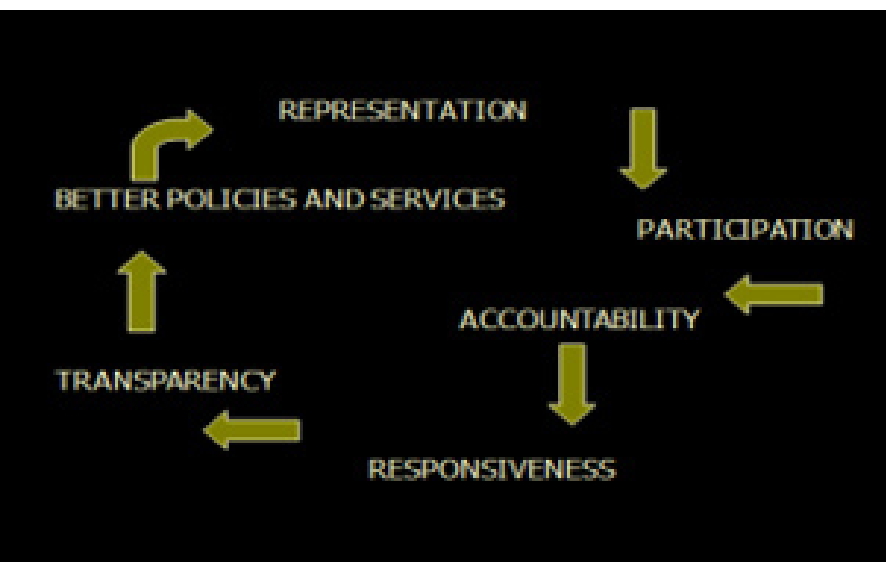 REPRESENTATION
BETTER POLICIES AND SERVICES
PARTICIPATION
ACCOUNTABILITY
TRANSPARENCY
RESPONSIVENESS